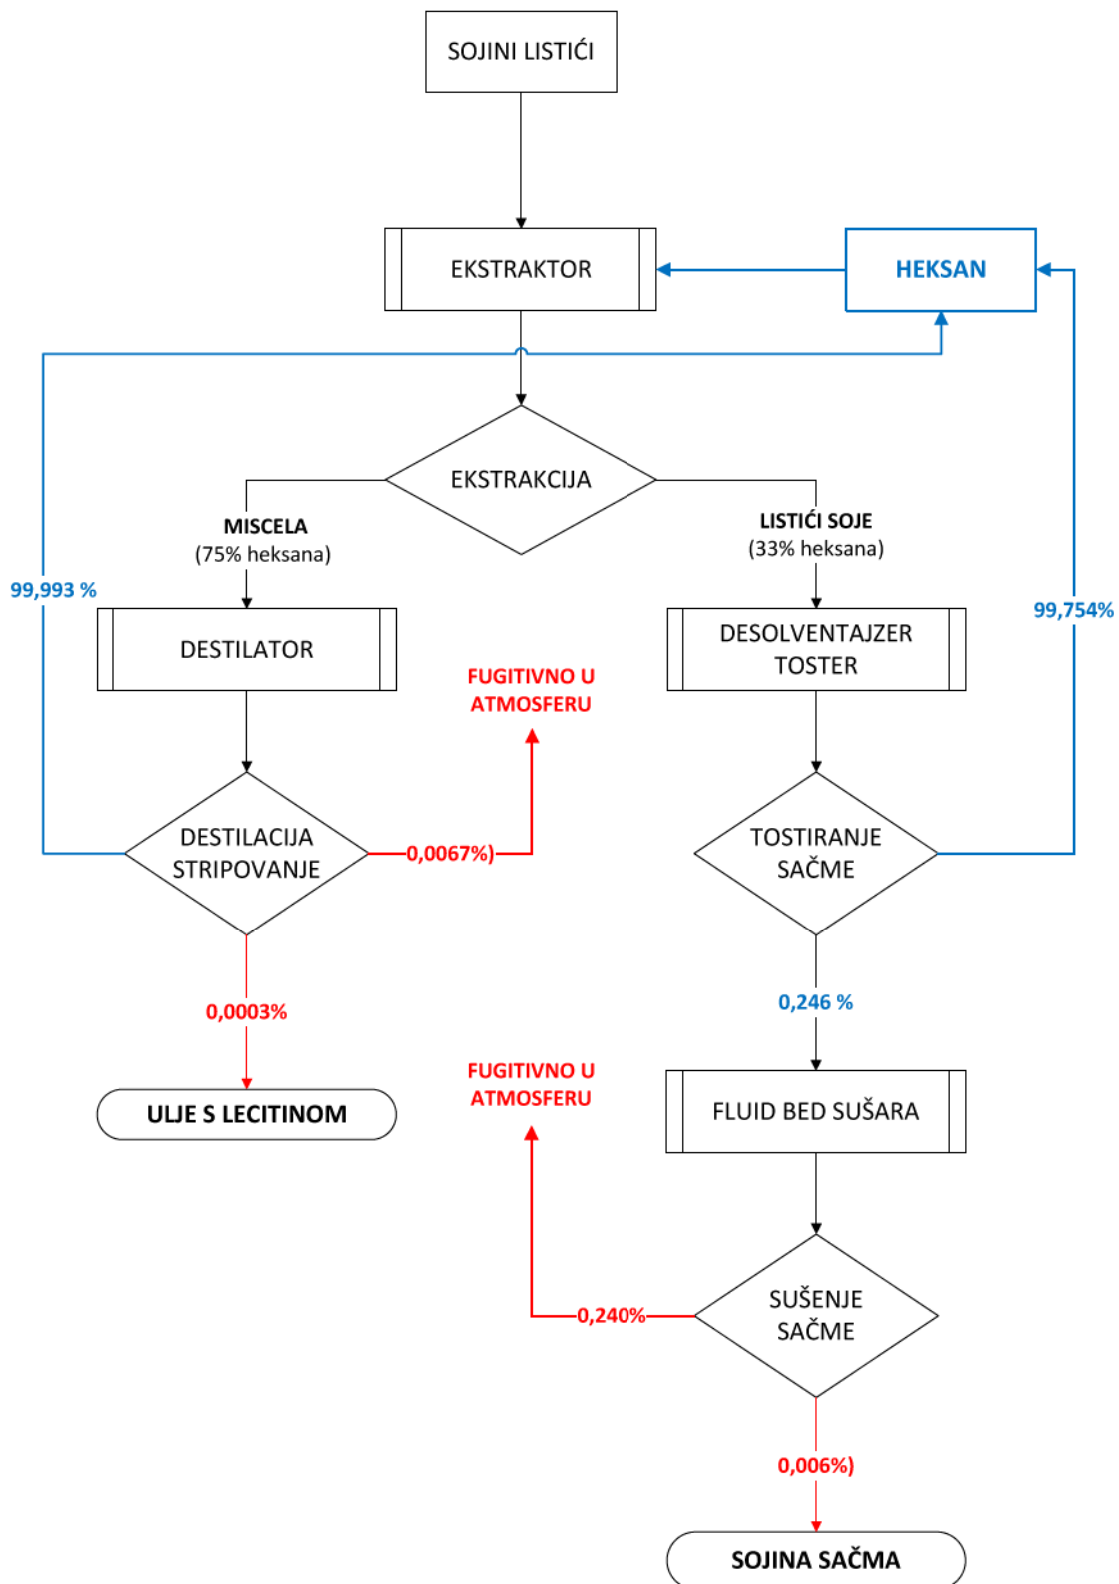 SOJINI LISTIĆI
EKSTRAKTOR
HEKSAN
EKSTRAKCIJA
MISCELA
(75% heksana)
LISTIĆI SOJE
(33% heksana)
99,993 %
99,754%
DESTILATOR
DESOLVENTAJZER
TOSTER
FUGITIVNO U
ATMOSFERU
DESTILACIJA
STRIPOVANJE
0,0067%)
TOSTIRANJE
SAČME
0,0003%
0,246 %
ULJE S LECITINOM
FUGITIVNO U
ATMOSFERU
FLUID BED SUŠARA
0,240%
SUŠENJE
SAČME
0,006%)
SOJINA SAČMA